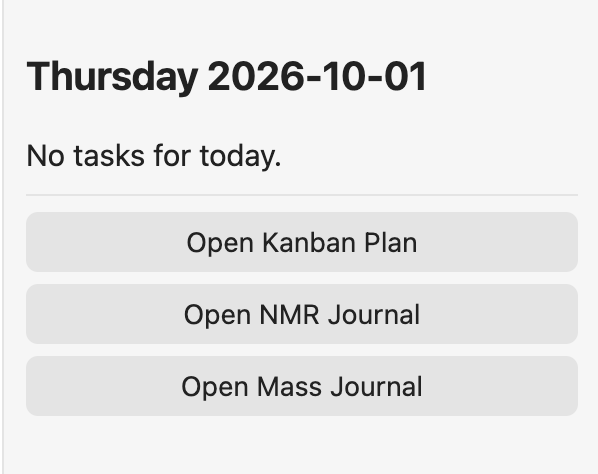 Thursday 2026-10-01
No tasks for today.
Open Kanban Plan
Open NMR Journal
Open Mass Journal